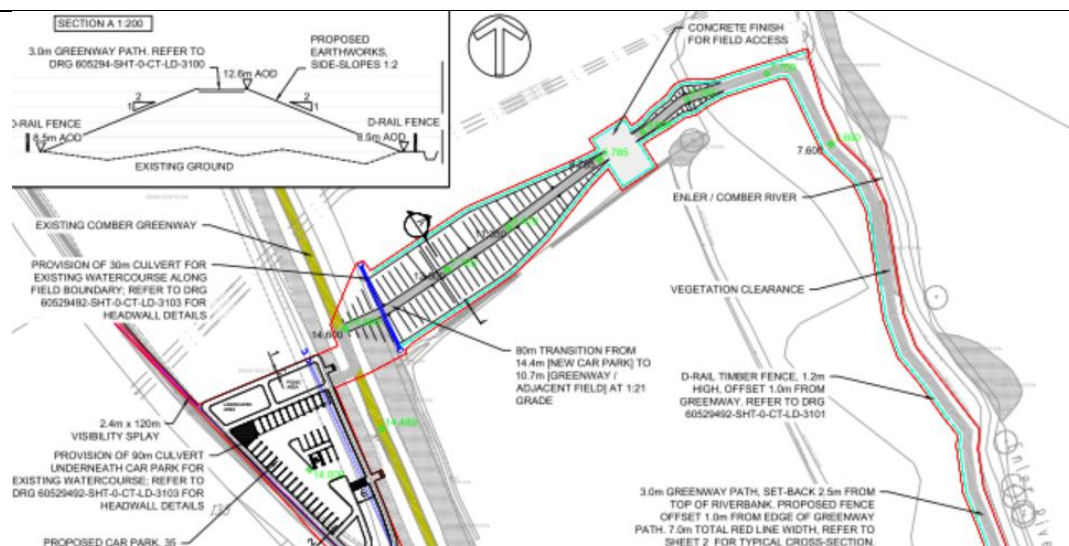 SECTION A 1:200
3.0m GREENWAY PATH. REFER TO
DRG 605294-SHT-0-CT-LD-3100
PROPOSED
EARTHWORKS,
SIDE-SLOPES 1:2
12.6m AOD
2
1
2
1
D-RAIL FENCE
8.5m AOD
D-RAIL FENCE
8.5m AOD
EXISTING GROUND
CONCRETE FINISH
FOR FIELD ACCESS
7.600
ENLER / COMBER RIVER
EXISTING COMBER GREENWAY
PROVISION OF 30m CULVERT FOR
EXISTING WATERCOURSE ALONG
FIELD BOUNDARY; REFER TO DRG
60529492-SHT-0-CT-LD-3103 FOR
HEADWALL DETAILS
VEGETATION CLEARANCE
14.600
80m TRANSITION FROM
14.4m [NEW CAR PARK] TO
10.7m [GREENWAY /
ADJACENT FIELD] AT 1:21
GRADE
D-RAIL TIMBER FENCE, 1.2m
HIGH, OFFSET 1.0m FROM
GREENWAY. REFER TO DRG
60529492-SHT-0-CT-LD-3101
2.4m x 120m
VISIBILITY SPLAY
PROVISION OF 90m CULVERT
UNDERNEATH CAR PARK FOR
EXISTING WATERCOURSE; REFER TO
DRG 60529492-SHT-0-CT-LD-3103 FOR
HEADWALL DETAILS
3.0m GREENWAY PATH, SET-BACK 2.5m FROM
TOP OF RIVERBANK. PROPOSED FENCE
OFFSET 1.0m FROM EDGE OF GREENWAY
PATH. 7.0m TOTAL RED LINE WIDTH, REFER TO
SHEET 2 FOR TYPICAL CROSS-SECTION.
PROPOSED CAR PARK, 35